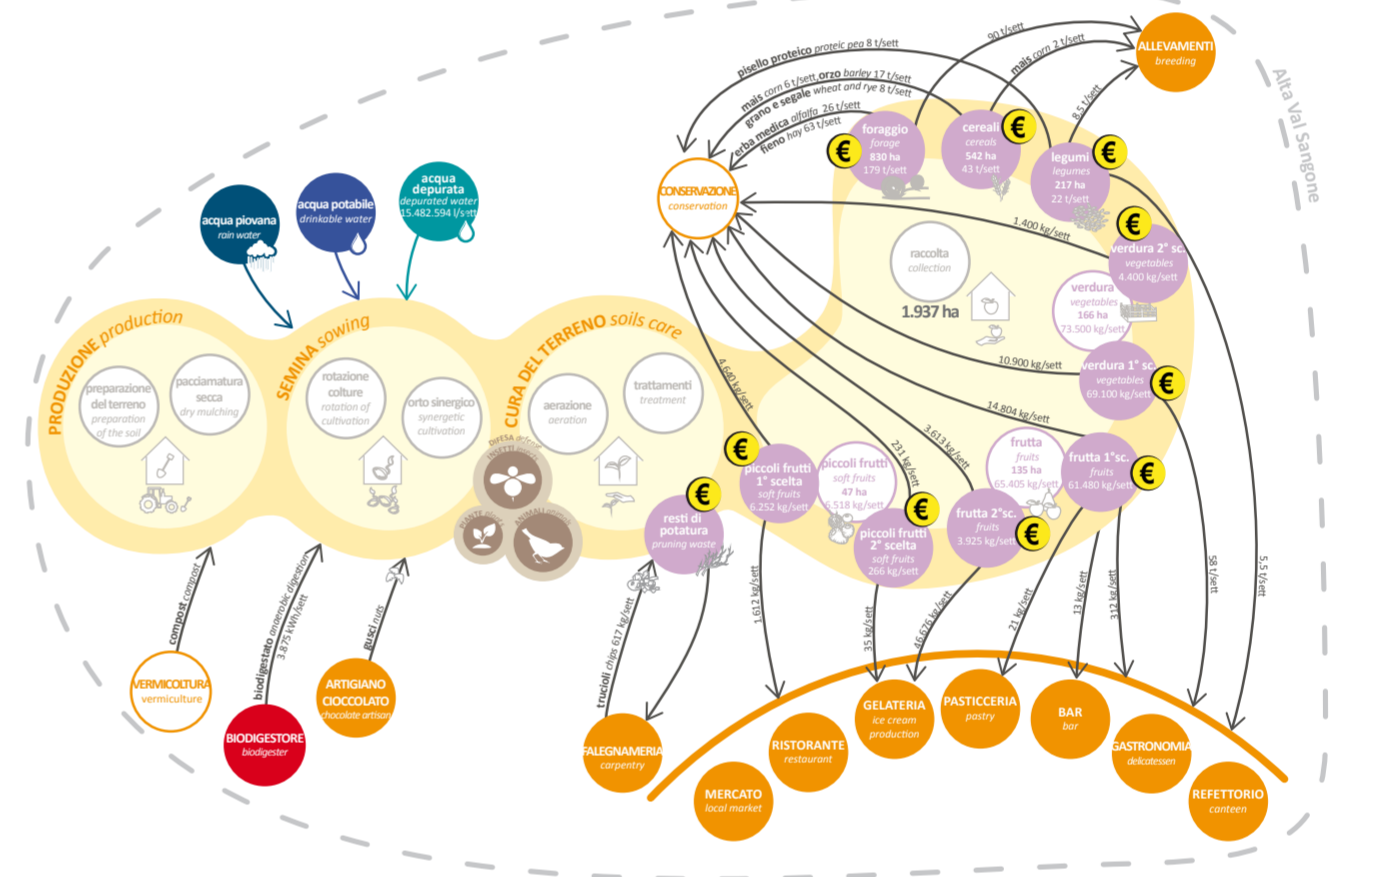 ALLEVAMENTI
breeding
Alta Val Sangone
90 t/sett
mais corn 2 t/sett
8,5 t/sett
pisello proteico proteic pea 8 t/sett
mais corn 6 t/sett, orzo barley 17 t/sett
grano e segale wheat and rye 8 t/sett
erba medica alfalfa 26 t/sett
fieno hay 63 t/sett
foraggio
forage
830 ha
179 t/sett
€
cereali
cereals
542 ha
43 t/sett
€
legumi
legumes
217 ha
22 t/sett
€
CONSERVAZIONE
conservation
acqua piovana
rain water
acqua potabile
drinkable water
acqua
depurata
depurated water
15.482.594 l/sett
1.400 kg/sett
€
verdura 2° sc.
vegetables
4.400 kg/sett
raccolta
collection
1.937 ha
verdura
vegetables
166 ha
73.500 kg/sett
10.900 kg/sett
verdura 1° sc.
vegetables
69.100 kg/sett
€
14.804 kg/sett
PRODUZIONE production
preparazione
del terreno
preparation
of the soil
pacciamatura
secca
dry mulching
SEMINA sowing
rotazione
colture
rotation of
cultivation
orto sinergico
synergetic
cultivation
CURA DEL TERRENO soils care
aerazione
aeration
trattamenti
treatment
DIFESA defense
INSETTI insects
PIANTE plants
ANIMALI animals
4.640 kg/sett
231 kg/sett
3.613 kg/sett
€
piccoli frutti
1° scelta
soft fruits
6.252 kg/sett
piccoli frutti
soft fruits
47 ha
6.518 kg/sett
€
piccoli frutti
2° scelta
soft fruits
266 kg/sett
frutta
fruits
135 ha
65.405 kg/sett
frutta 1°sc.
fruits
61.480 kg/sett
€
frutta 2°sc.
fruits
3.925 kg/sett
€
€
resti di
potatura
pruning waste
compost compost
biodigestato anaerobic digestion
3.875 kWh/sett
gusci nuts
trucioli chips 617 kg/sett
1.612 kg/sett
35 kg/sett
46.676 kg/sett
21 kg/sett
13 kg/sett
312 kg/sett
58 t/sett
5,5 t/sett
VERMICOLTURA
vermiculture
BIODIGESTORE
biodigester
ARTIGIANO
CIOCCOLATO
chocolate artisan
FALEGNAMERIA
carpentry
MERCATO
local market
RISTORANTE
restaurant
GELATERIA
ice cream
production
PASTICCERIA
pastry
BAR
bar
GASTRONOMIA
delicatessen
REFETTORIO
canteen